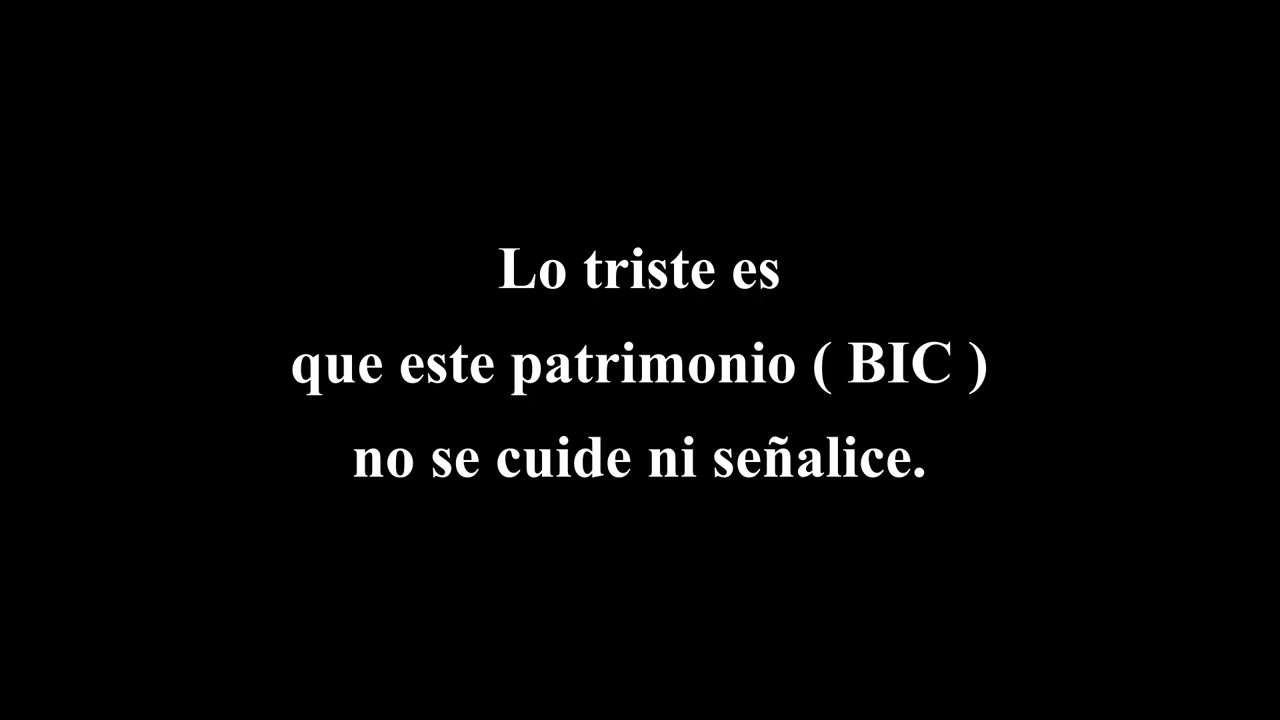 Lo triste es
que este patrimonio ( BIC )
no se cuide ni señalice.